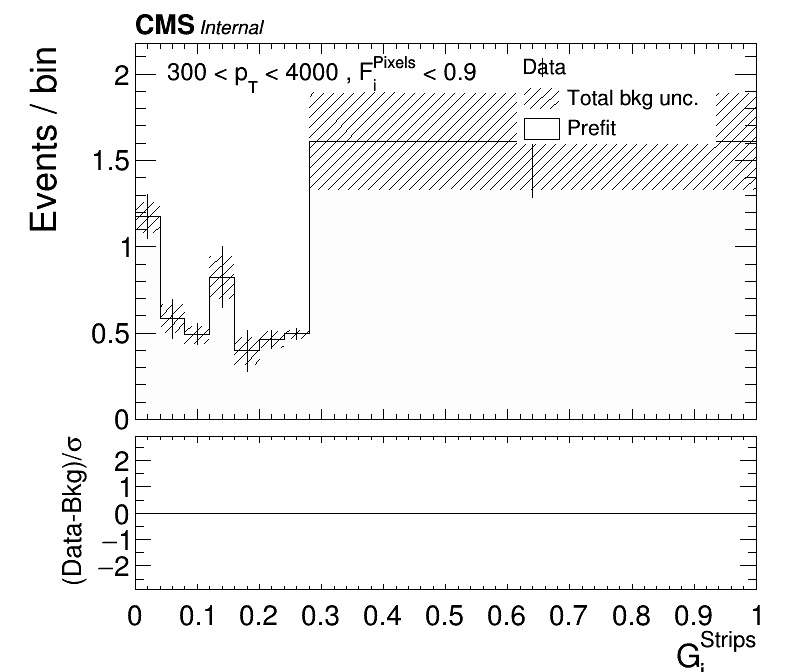 CMS Internal
300 < p_T < 4000 , F_i^Pixels < 0.9
Data
Total bkg unc.
Prefit
Events / bin
2
1.5
1
0.5
0
(Data-Bkg)/σ
2
1
0
−1
−2
0 0.1 0.2 0.3 0.4 0.5 0.6 0.7 0.8 0.9 1
G_i^Strips